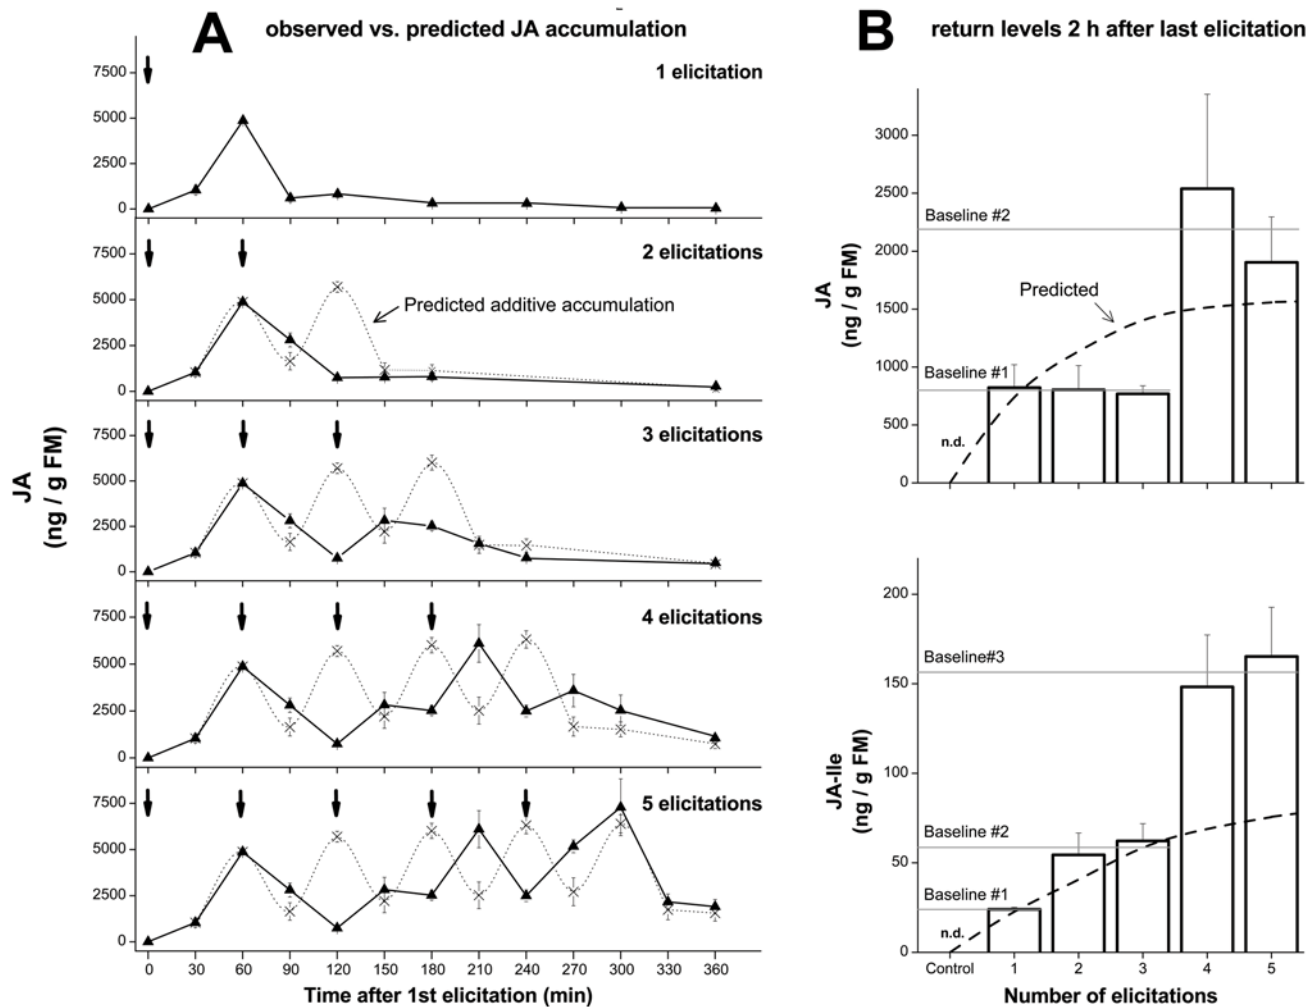 A observed vs. predicted JA accumulation
1 elicitation
7500
5000
2500
0
2 elicitations
7500
5000
2500
0
Predicted additive accumulation
3 elicitations
7500
5000
2500
0
4 elicitations
7500
5000
2500
0
5 elicitations
7500
5000
2500
0
JA
(ng / g FM)
0 30 60 90 120 150 180 210 240 270 300 330 360
Time after 1st elicitation (min)
B return levels 2 h after last elicitation
3000
2500
2000
1500
1000
500
0
JA
(ng / g FM)
Baseline #2
Predicted
Baseline #1
n.d.
200
150
100
50
0
JA-Ile
(ng / g FM)
Baseline#3
Baseline #2
Baseline #1
n.d.
Control 1 2 3 4 5
Number of elicitations